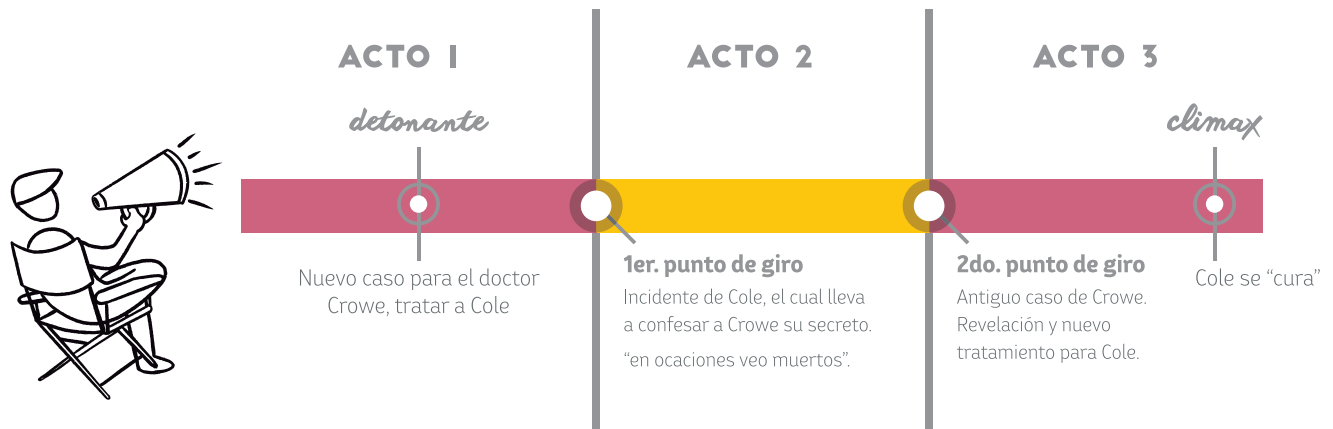 ACTO 1
detonante
Nuevo caso para el doctor
Crowe, tratar a Cole
ACTO 2
1er. punto de giro
Incidente de Cole, el cual lleva
a confesar a Crowe su secreto.
“en ocaciones veo muertos”.
ACTO 3
climax
2do. punto de giro
Antiguo caso de Crowe.
Revelación y nuevo
tratamiento para Cole.
Cole se “cura”